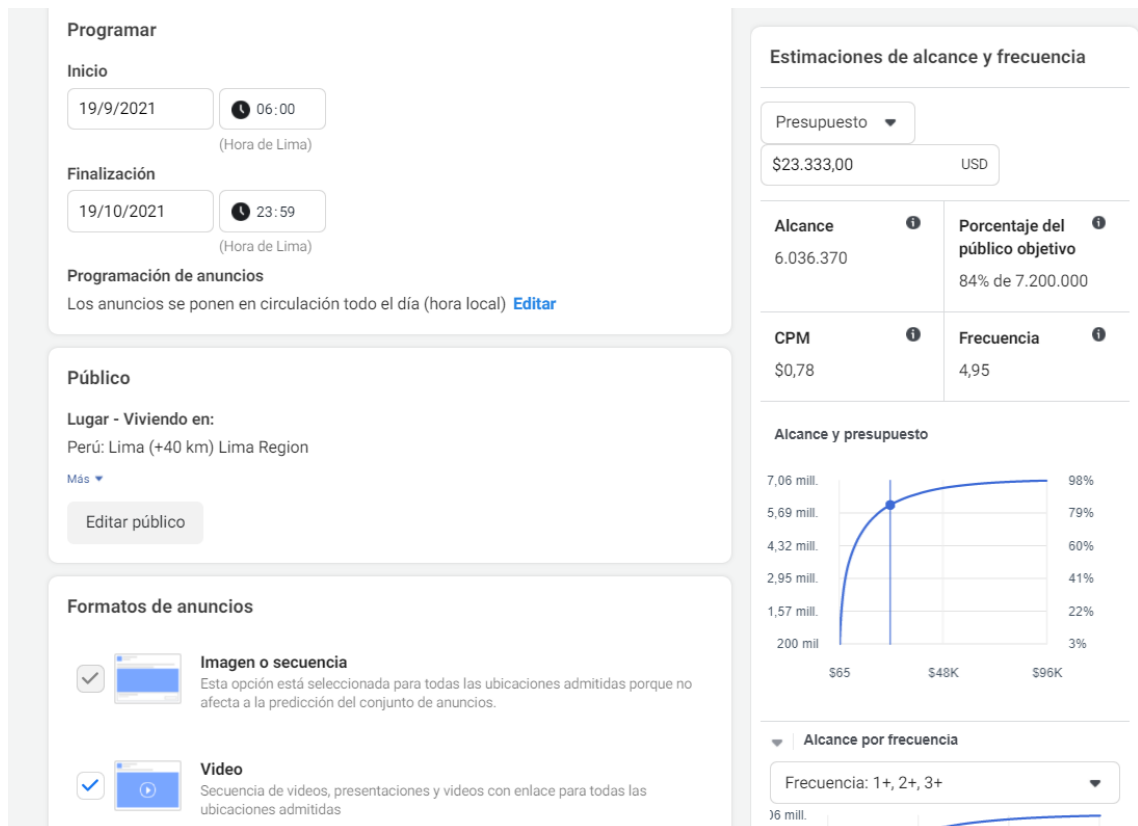 Programar
Inicio
19/9/2021
06:00
(Hora de Lima)
Finalización
19/10/2021
23:59
(Hora de Lima)
Programación de anuncios
Los anuncios se ponen en circulación todo el día (hora local) Editar
Público
Lugar - Viviendo en:
Perú: Lima (+40 km) Lima Region
Más
Editar público
Formatos de anuncios
Imagen o secuencia
Esta opción está seleccionada para todas las ubicaciones admitidas porque no
afecta a la predicción del conjunto de anuncios.
Video
Secuencia de videos, presentaciones y videos con enlace para todas las
ubicaciones admitidas
Estimaciones de alcance y frecuencia
Presupuesto
$23.333,00 USD
Alcance
6.036.370
Porcentaje del
público objetivo
84% de 7.200.000
CPM
$0,78
Frecuencia
4,95
Alcance y presupuesto
7,06 mill. 98%
5,69 mill. 79%
4,32 mill. 60%
2,95 mill. 41%
1,57 mill. 22%
200 mil 3%
$65 $48K $96K
Alcance por frecuencia
Frecuencia: 1+, 2+, 3+
mill.